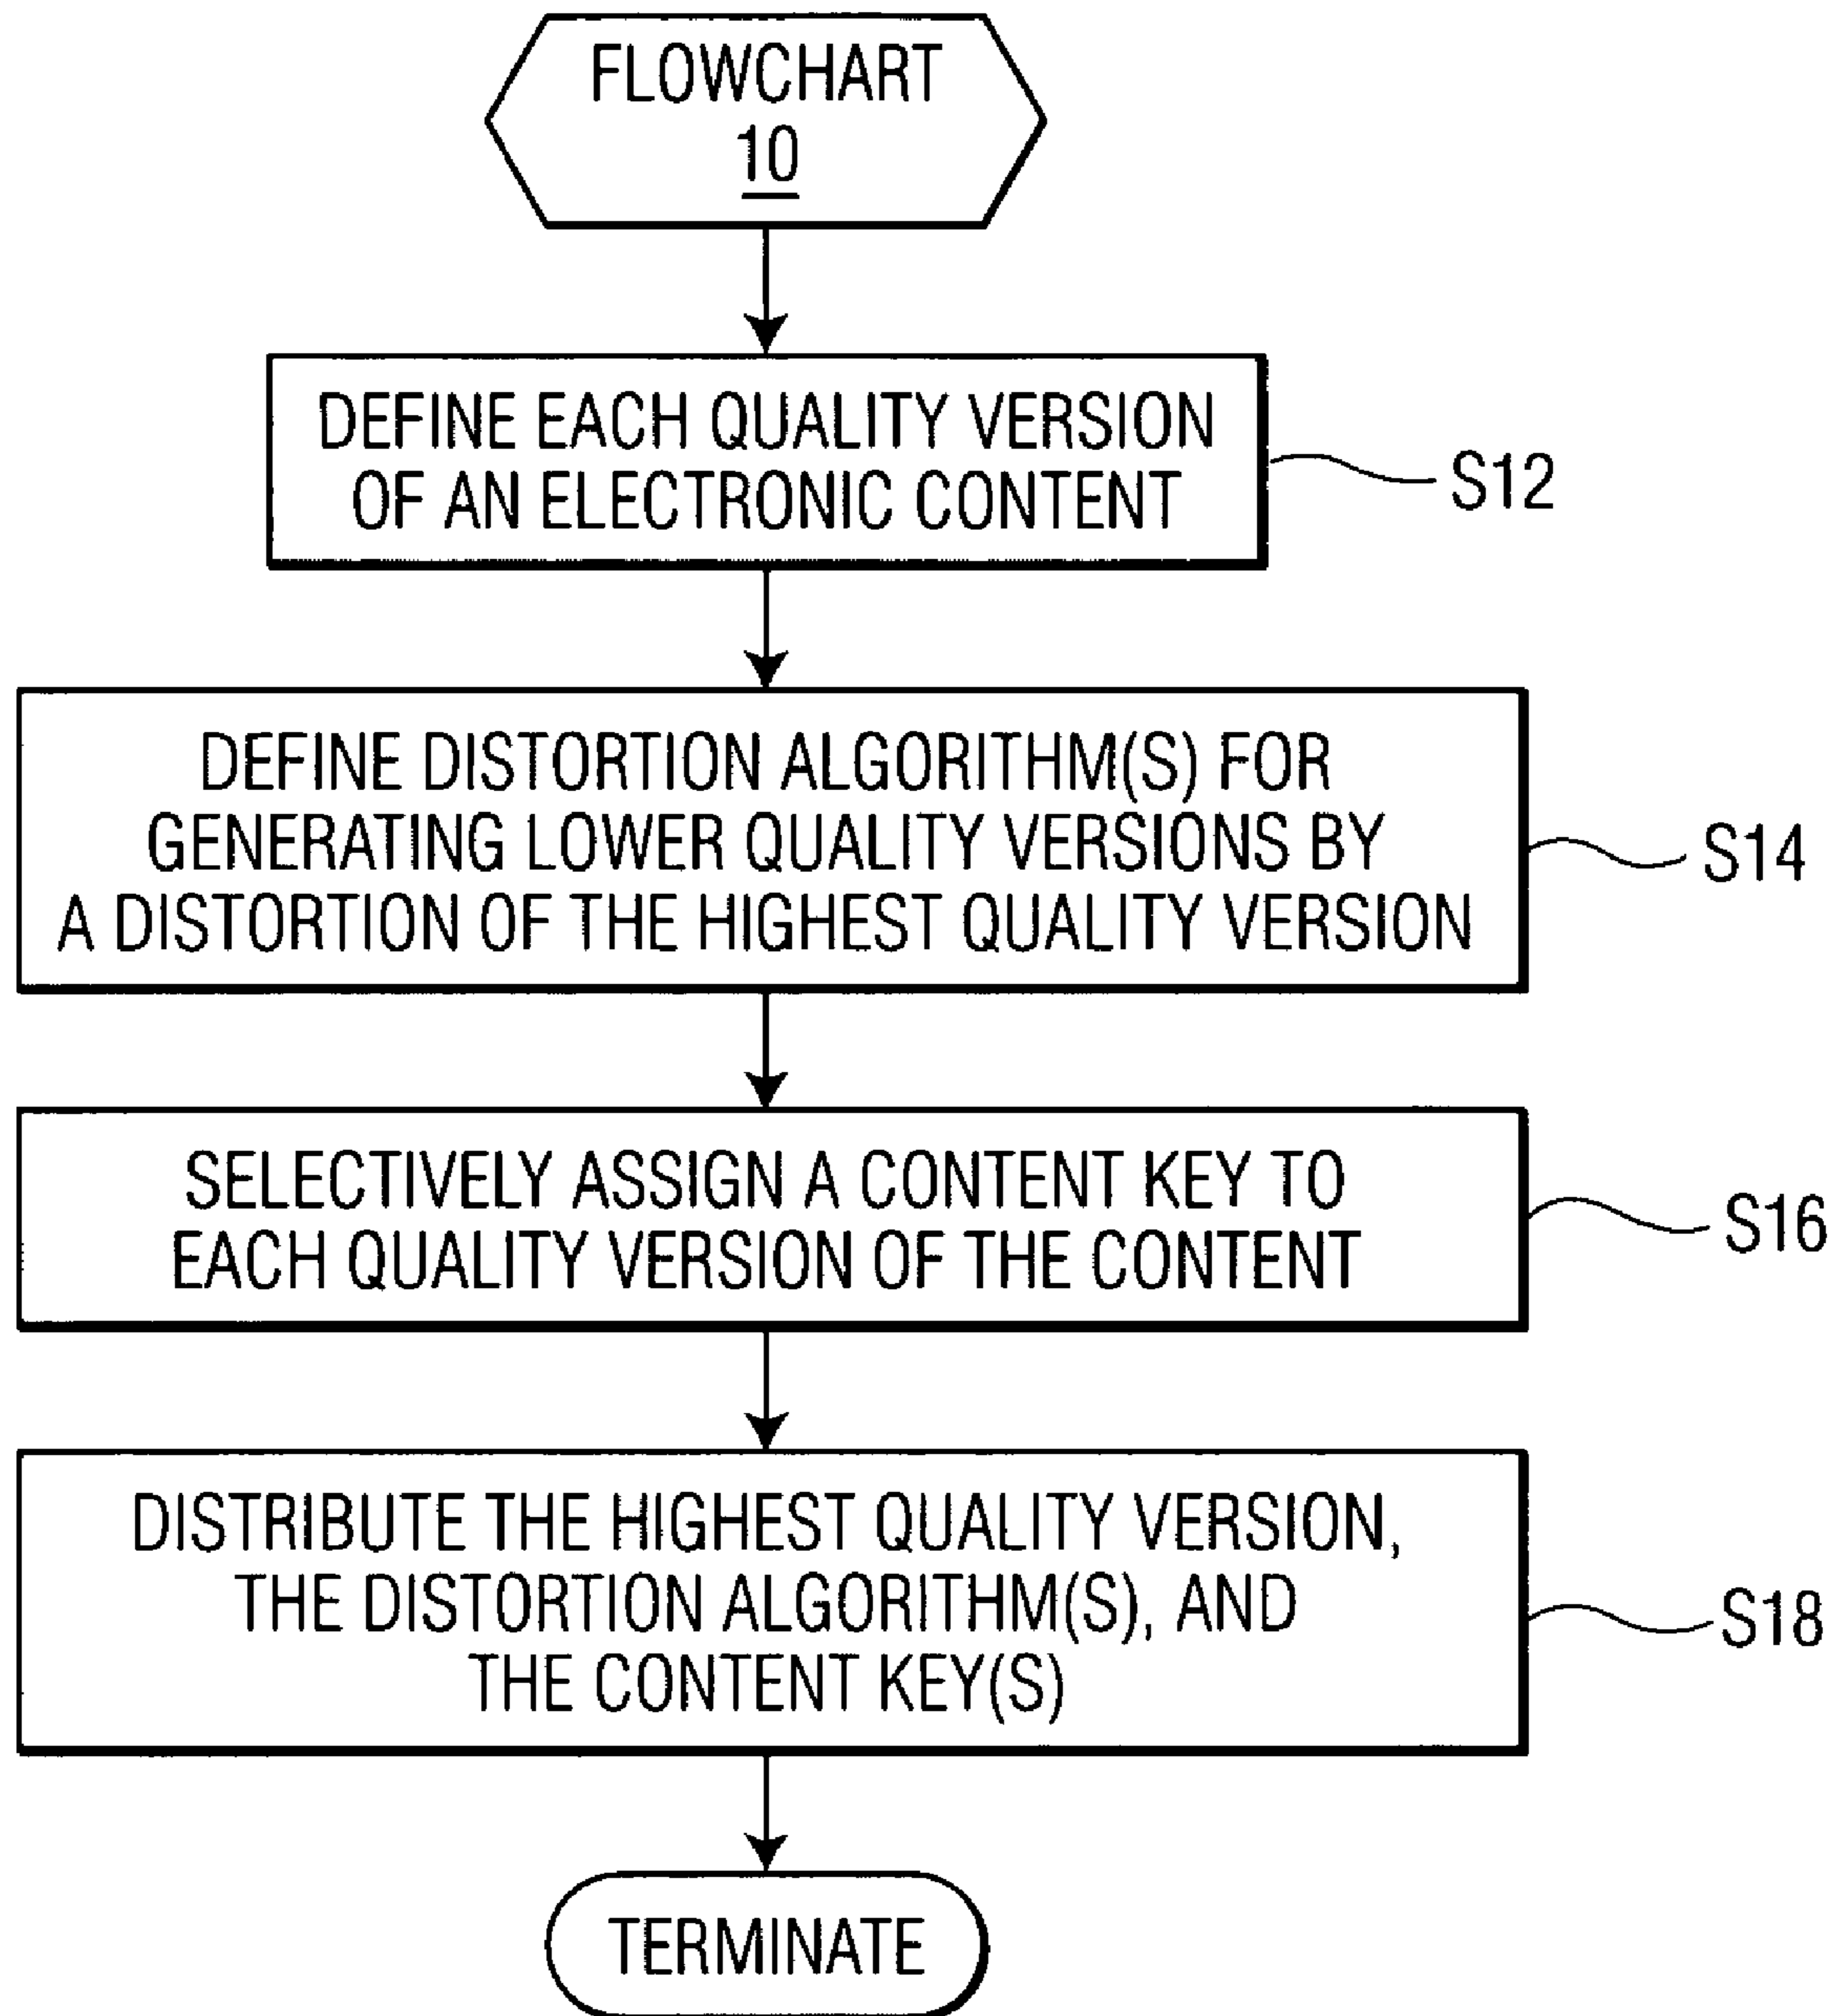 FLOWCHART
10
DEFINE EACH QUALITY VERSION
OF AN ELECTRONIC CONTENT
S12
DEFINE DISTORTION ALGORITHM(S) FOR
GENERATING LOWER QUALITY VERSIONS BY
A DISTORTION OF THE HIGHEST QUALITY VERSION
S14
SELECTIVELY ASSIGN A CONTENT KEY TO
EACH QUALITY VERSION OF THE CONTENT
S16
DISTRIBUTE THE HIGHEST QUALITY VERSION,
THE DISTORTION ALGORITHM(S), AND
THE CONTENT KEY(S)
S18
TERMINATE